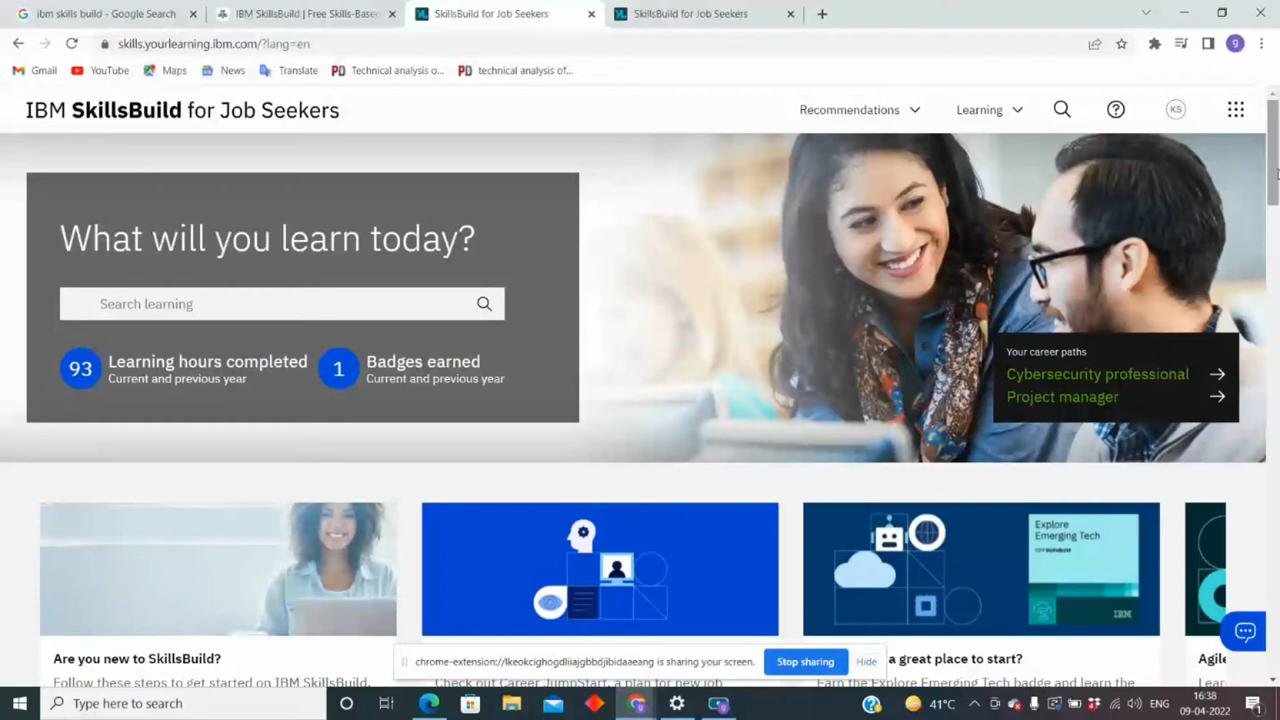 ibm skills build - Google Search
IBM SkillsBuild | Free Skills-Based
SkillsBuild for Job Seekers
SkillsBuild for Job Seekers
skills.yourlearning.ibm.com/?lang=en
Gmail
YouTube
Maps
News
Translate
Technical analysis o...
technical analysis of...
IBM SkillsBuild for Job Seekers
Recommendations
Learning
KS
What will you learn today?
Search learning
93
Learning hours completed
Current and previous year
1
Badges earned
Current and previous year
Your career paths
Cybersecurity professional
Project manager
Explore
Emerging Tech
IBM
Are you new to SkillsBuild?
Follow these steps to get started on IBM SkillsBuild.
Check out Career JumpStart, a plan for new job
a great place to start?
Earn the Explore Emerging Tech badge and learn the
Agile
chrome-extension://lkeokcighogdliiajgbbdjibidaaeang is sharing your screen.
Stop sharing
Hide
Type here to search
41°C
ENG
16:38
09-04-2022